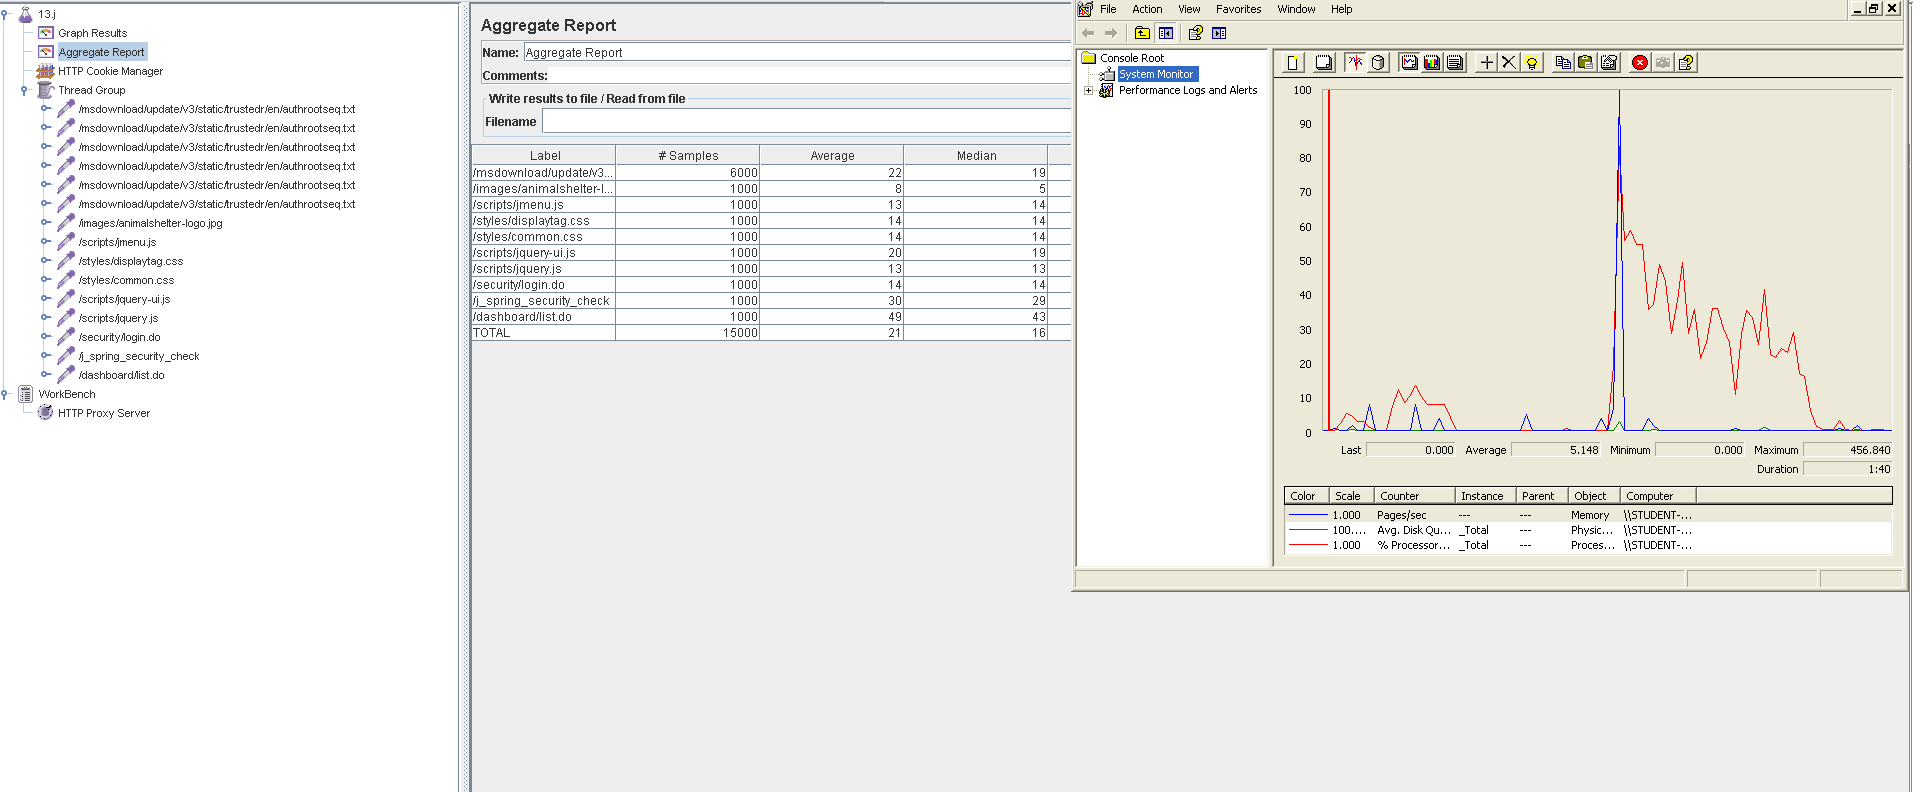 13.j
Graph Results
Aggregate Report
HTTP Cookie Manager
Thread Group
/msdownload/update/v3/static/trustedr/en/authrootseq.txt
/msdownload/update/v3/static/trustedr/en/authrootseq.txt
/msdownload/update/v3/static/trustedr/en/authrootseq.txt
/msdownload/update/v3/static/trustedr/en/authrootseq.txt
/msdownload/update/v3/static/trustedr/en/authrootseq.txt
/msdownload/update/v3/static/trustedr/en/authrootseq.txt
/images/animalshelter-logo.jpg
/scripts/jmenu.js
/styles/displaytag.css
/styles/common.css
/scripts/jquery-ui.js
/scripts/jquery.js
/security/login.do
/j_spring_security_check
/dashboard/list.do
WorkBench
HTTP Proxy Server
Aggregate Report
Name: Aggregate Report
Comments:
Write results to file / Read from file
Filename
Label # Samples Average Median
/msdownload/update/v3... 6000 22 19
/images/animalshelter-l... 1000 8 5
/scripts/jmenu.js 1000 13 14
/styles/displaytag.css 1000 14 14
/styles/common.css 1000 14 14
/scripts/jquery-ui.js 1000 20 19
/scripts/jquery.js 1000 13 13
/security/login.do 1000 14 14
/j_spring_security_check 1000 30 29
/dashboard/list.do 1000 49 43
TOTAL 15000 21 16
File Action View Favorites Window Help
Console Root
System Monitor
Performance Logs and Alerts
100
90
80
70
60
50
40
30
20
10
0
Last 0.000 Average 5.148 Minimum 0.000 Maximum 456.840
Duration 1:40
Color Scale Counter Instance Parent Object Computer
1.000 Pages/sec --- --- Memory \\STUDENT-...
100.... Avg. Disk Qu... _Total --- Physic... \\STUDENT-...
1.000 % Processor... _Total --- Proces... \\STUDENT-...